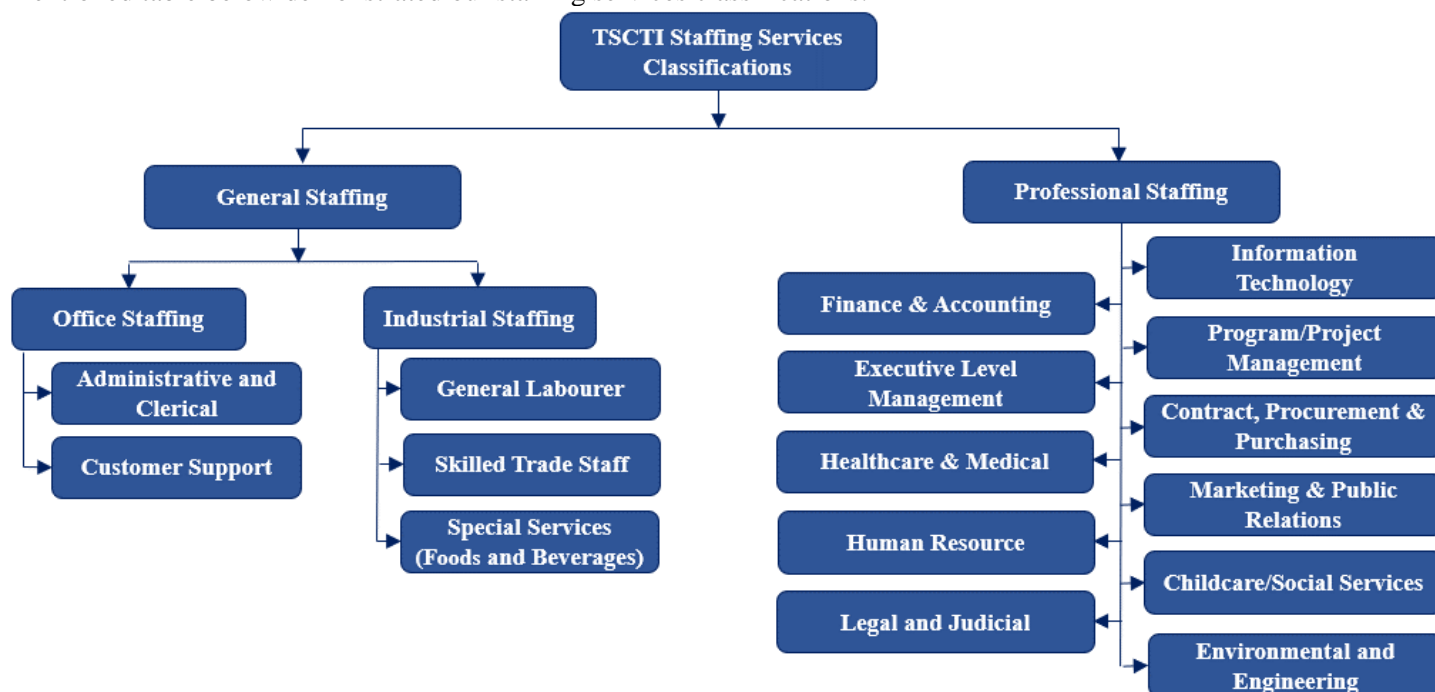 TSCTI Staffing Services
Classifications
General Staffing
Professional Staffing
Office Staffing
Industrial Staffing
Administrative and
Clerical
Customer Support
General Labourer
Skilled Trade Staff
Special Services
(Foods and Beverages)
Finance & Accounting
Executive Level
Management
Healthcare & Medical
Human Resource
Legal and Judicial
Information
Technology
Program/Project
Management
Contract, Procurement &
Purchasing
Marketing & Public
Relations
Childcare/Social Services
Environmental and
Engineering